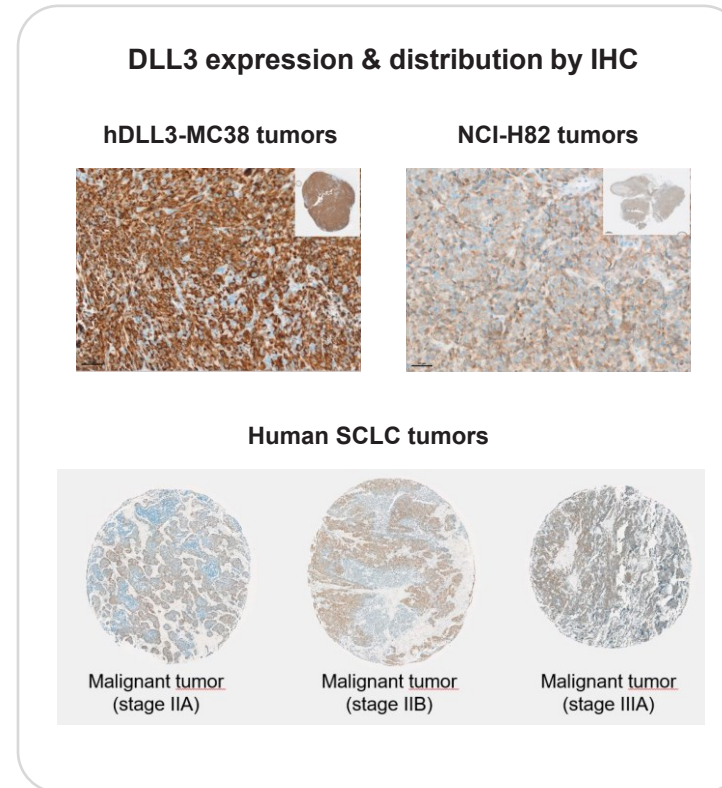 DLL3 expression & distribution by IHC
hDLL3-MC38 tumors
NCI-H82 tumors
Human SCLC tumors
Malignant tumor
(stage IIA)
Malignant tumor
(stage IIB)
Malignant tumor
(stage IIIA)